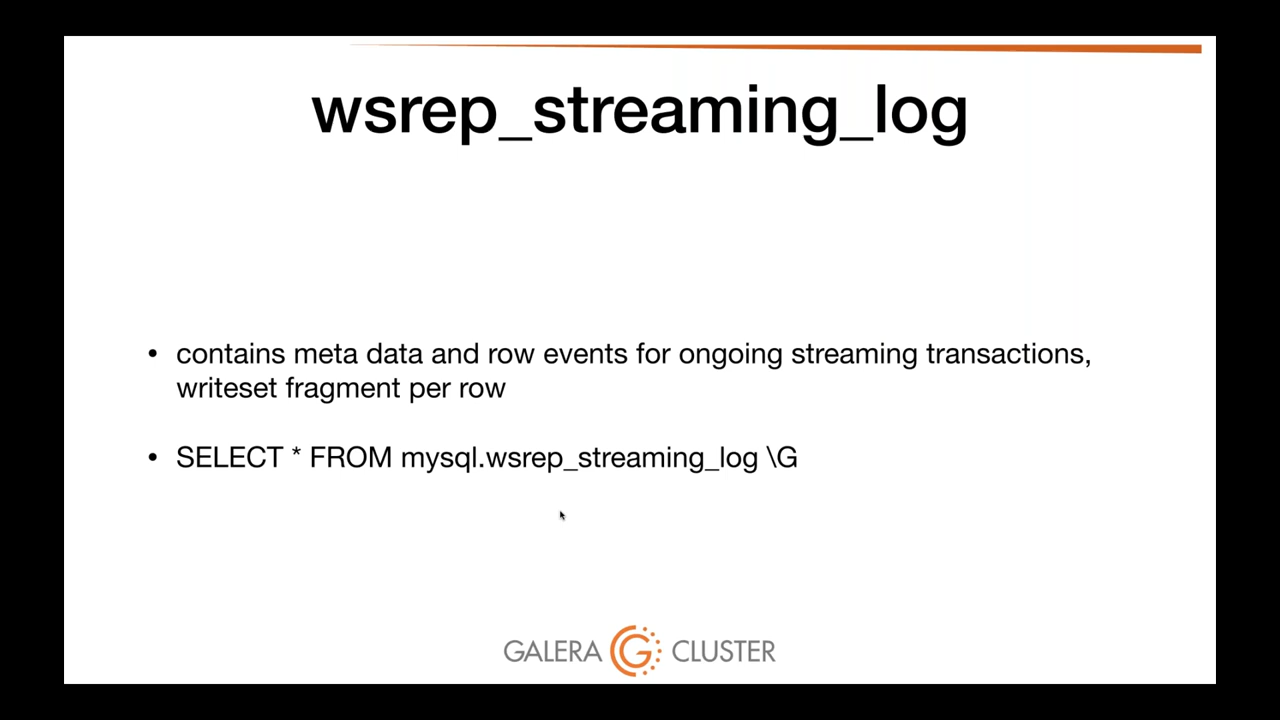 wsrep_streaming_log
• contains meta data and row events for ongoing streaming transactions,
writeset fragment per row
• SELECT * FROM mysql.wsrep_streaming_log \G
GALERA CLUSTER